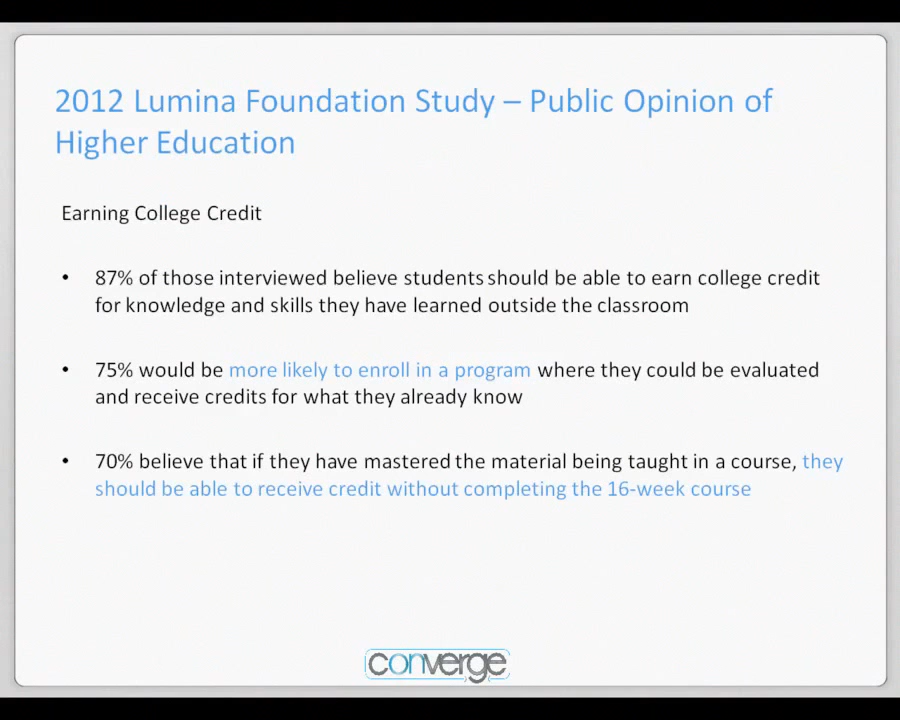 2012 Lumina Foundation Study – Public Opinion of
Higher Education
Earning College Credit
• 87% of those interviewed believe students should be able to earn college credit
for knowledge and skills they have learned outside the classroom
• 75% would be more likely to enroll in a program where they could be evaluated
and receive credits for what they already know
• 70% believe that if they have mastered the material being taught in a course, they
should be able to receive credit without completing the 16-week course
converge